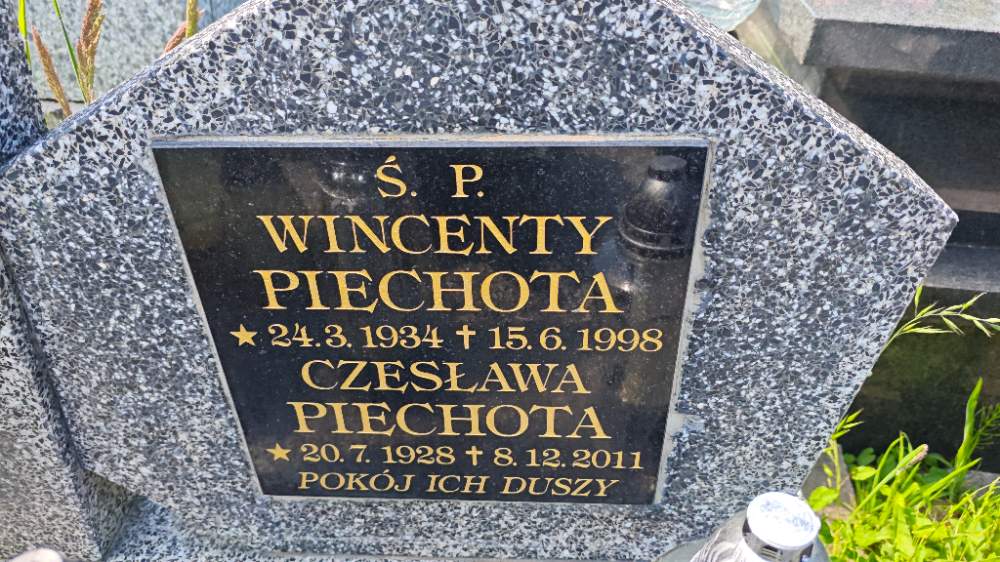 Ś. P.
WINCENTY
PIECHOTA
★ 24.3.1934 ✝ 15.6.1998
CZESŁAWA
PIECHOTA
★ 20.7.1928 ✝ 8.12.2011
POKÓJ ICH DUSZY